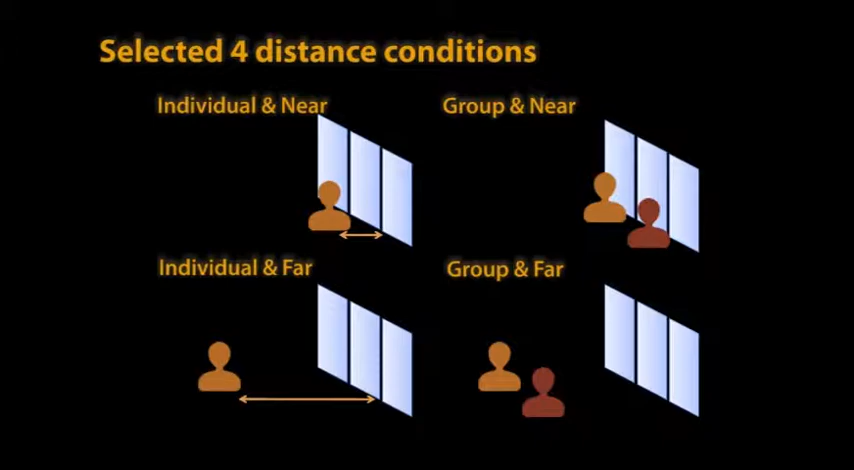 Selected 4 distance conditions
Individual & Near
Group & Near
Individual & Far
Group & Far